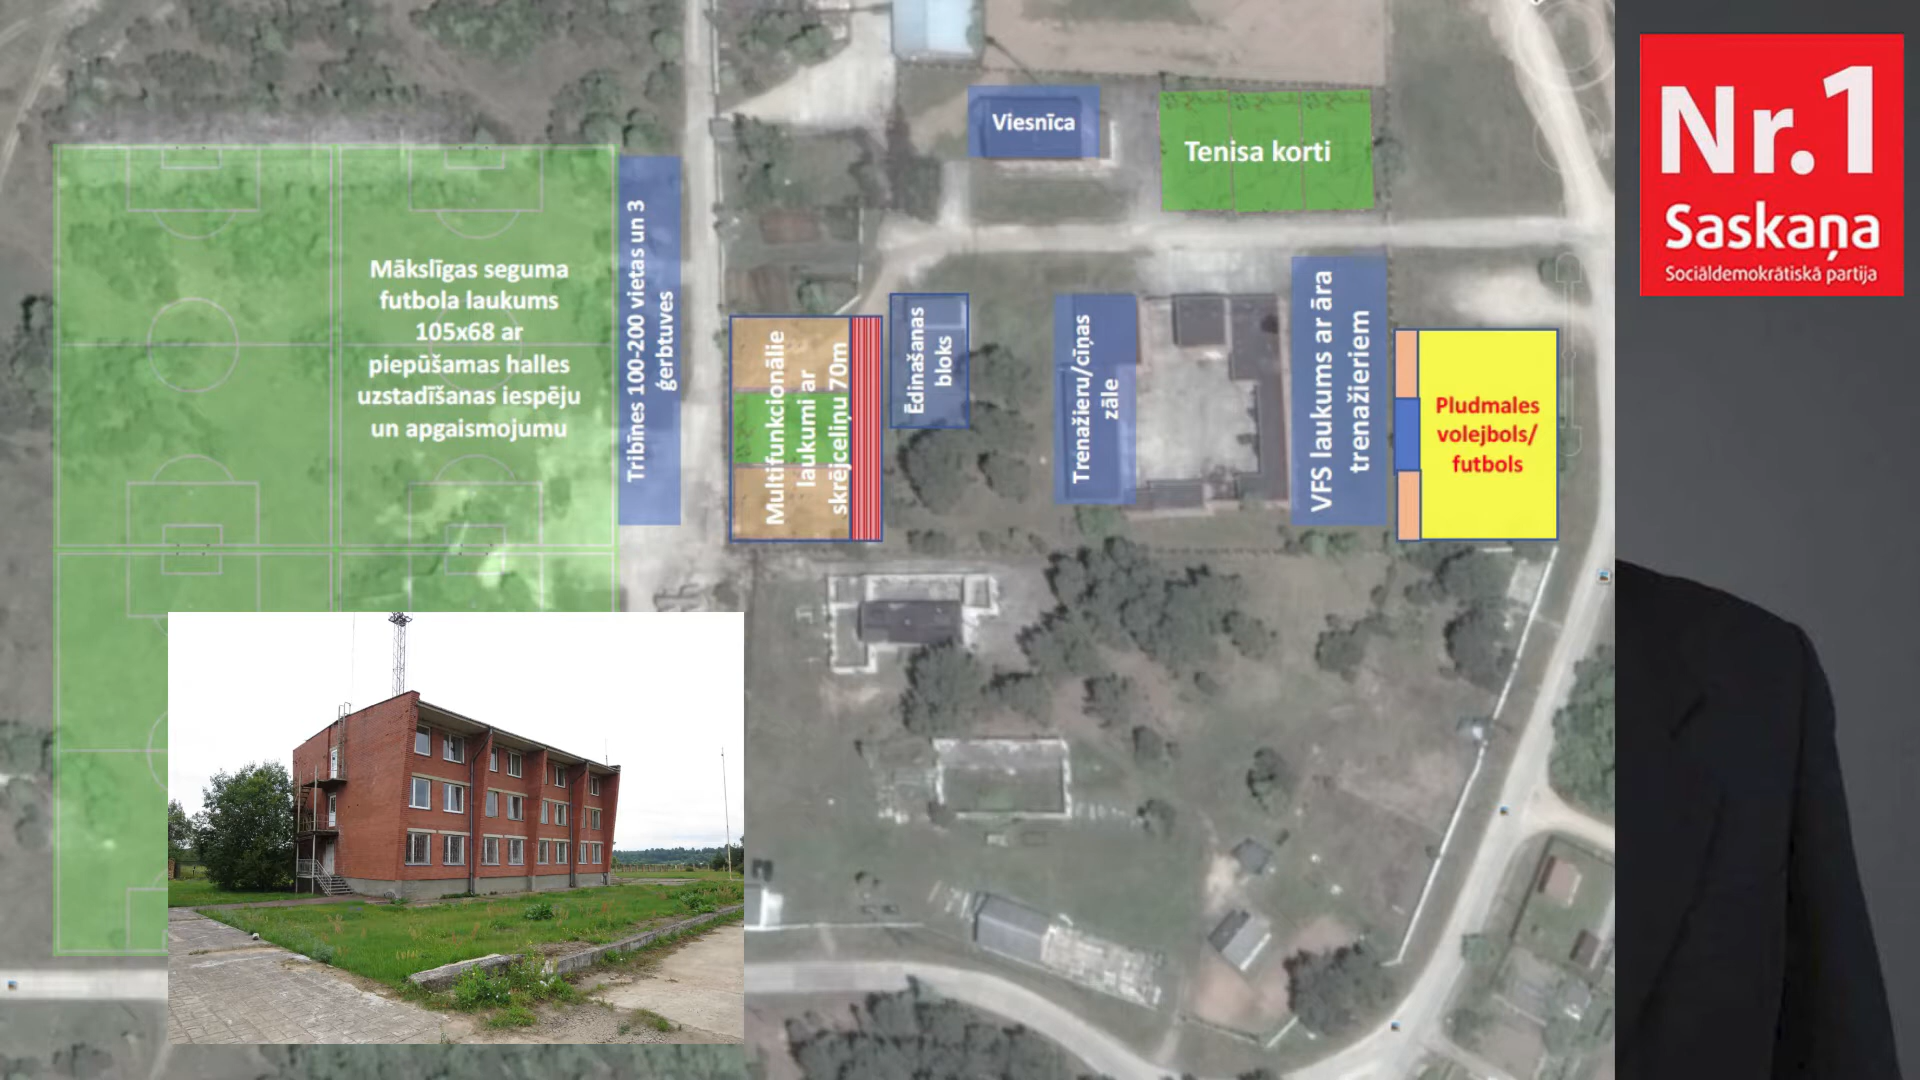 Mākslīgas seguma
futbola laukums
105x68 ar
piepūšamas halles
uzstadīšanas iespēju
un apgaismojumu
Tribīnes 100-200 vietas un 3
ģerbtuves
Multifunkcionālie
laukumi ar
skrējceliņu 70m
Ēdinašanas
bloks
Viesnīca
Tenisa korti
Trenažieru/cīņas
zāle
VFS laukums ar āra
trenažieriem
Pludmales
volejbols/
futbols
Nr.1
Saskaņa
Sociāldemokrātiskā partija